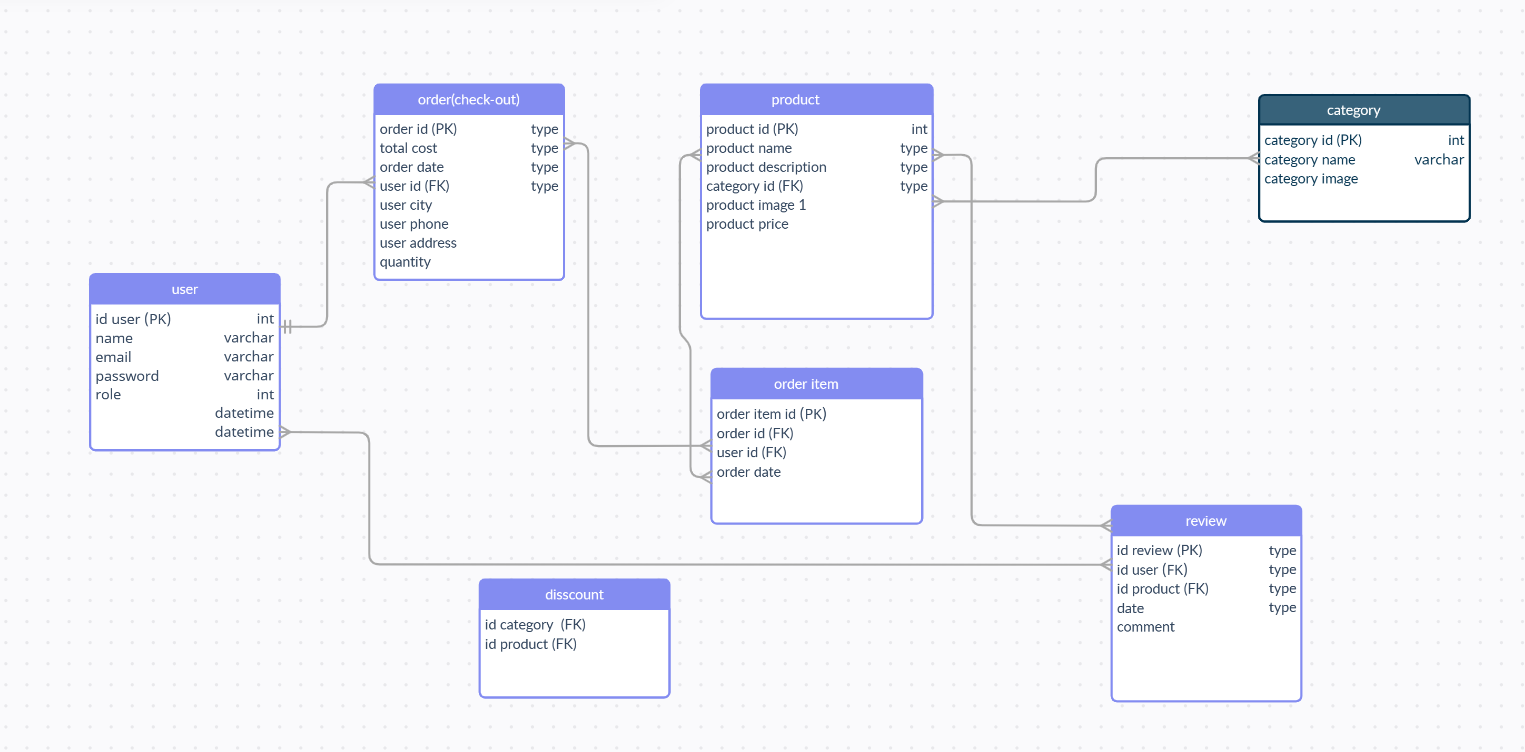 order(check-out)
order id (PK) type
total cost type
order date type
user id (FK) type
user city
user phone
user address
quantity
product
product id (PK) int
product name type
product description type
category id (FK) type
product image 1
product price
category
category id (PK) int
category name varchar
category image
user
id user (PK) int
name varchar
email varchar
password varchar
role int
datetime
datetime
order item
order item id (PK)
order id (FK)
user id (FK)
order date
review
id review (PK) type
id user (FK) type
id product (FK) type
date type
comment
disscount
id category (FK)
id product (FK)